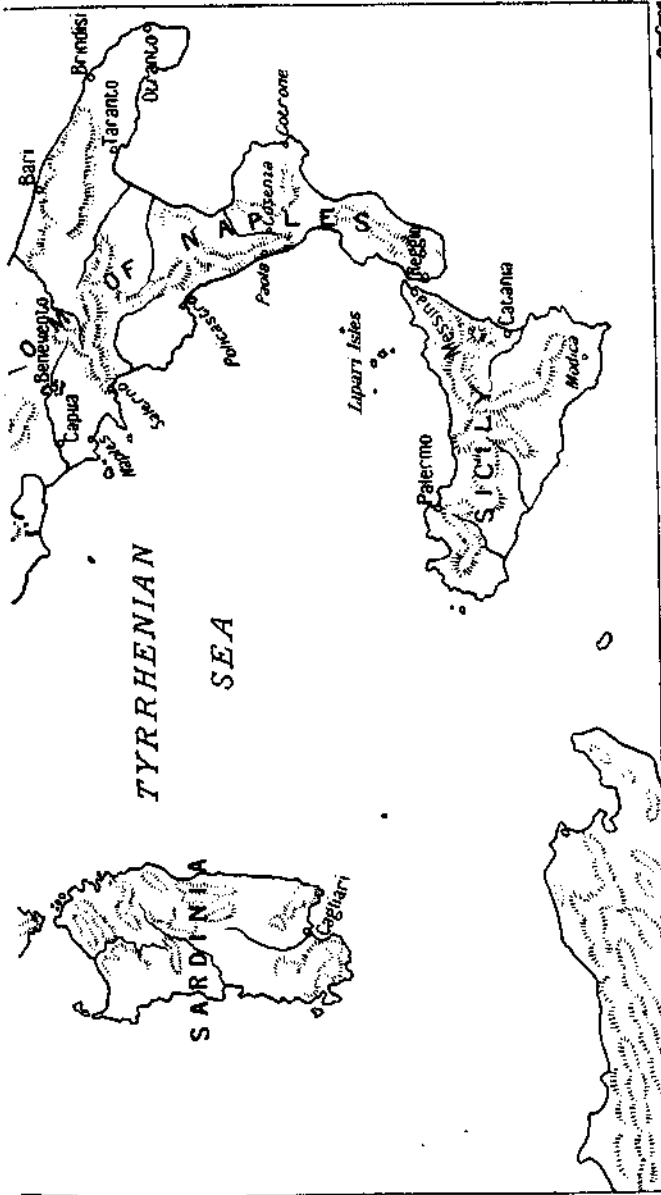 Brindisi
Bari
Otranto
Taranto
Benevento
Capua
Naples
Salerno
OF
NAPLES
Policastro
Cotrone
Cosenza
Paola
TYRRHENIAN
SEA
Lipari Isles
Reggio
Messina
Catania
Palermo
SICILY
Modica
SARDINIA
Cagliari